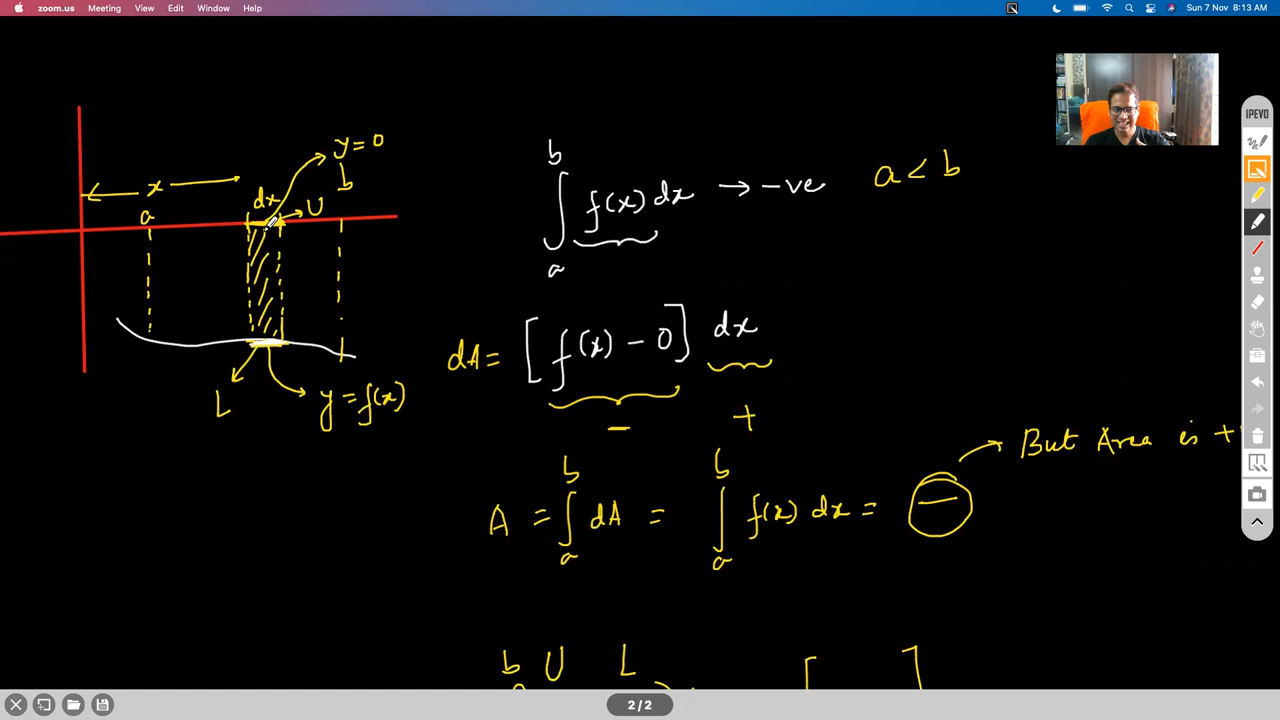 zoom.us Meeting View Edit Window Help Sun 7 Nov 8:13 AM
IPEVO
y = 0
x
b
a
dx
U
L
y = f(x)
b
∫ f(x) dx → -ve a < b
a
dA = [f(x) - 0] dx
- +
b b
A = ∫ dA = ∫ f(x) dx = - → But Area is +
a a
b U L
[ ]
2/2